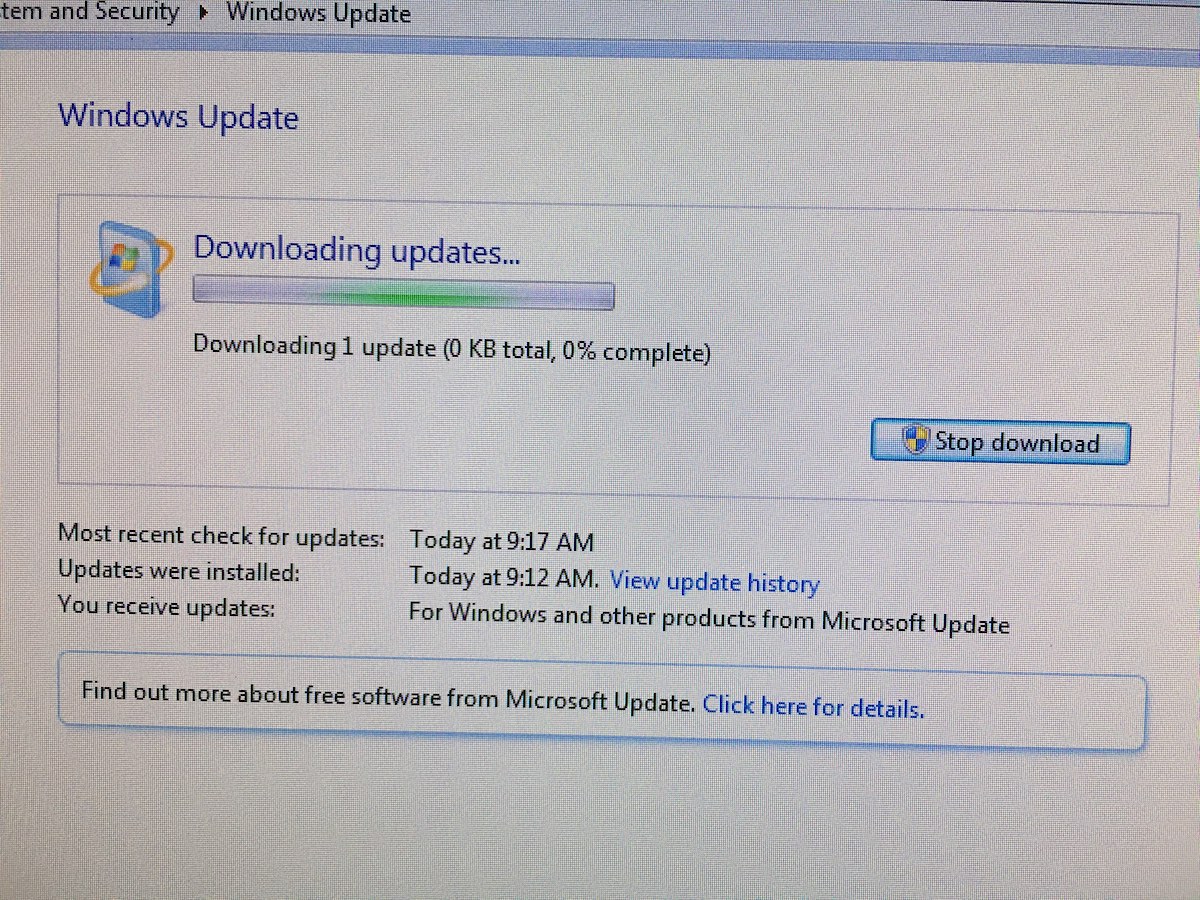 tem and Security ▸ Windows Update
Windows Update
Downloading updates...
Downloading 1 update (0 KB total, 0% complete)
Stop download
Most recent check for updates: Today at 9:17 AM
Updates were installed: Today at 9:12 AM. View update history
You receive updates: For Windows and other products from Microsoft Update
Find out more about free software from Microsoft Update. Click here for details.